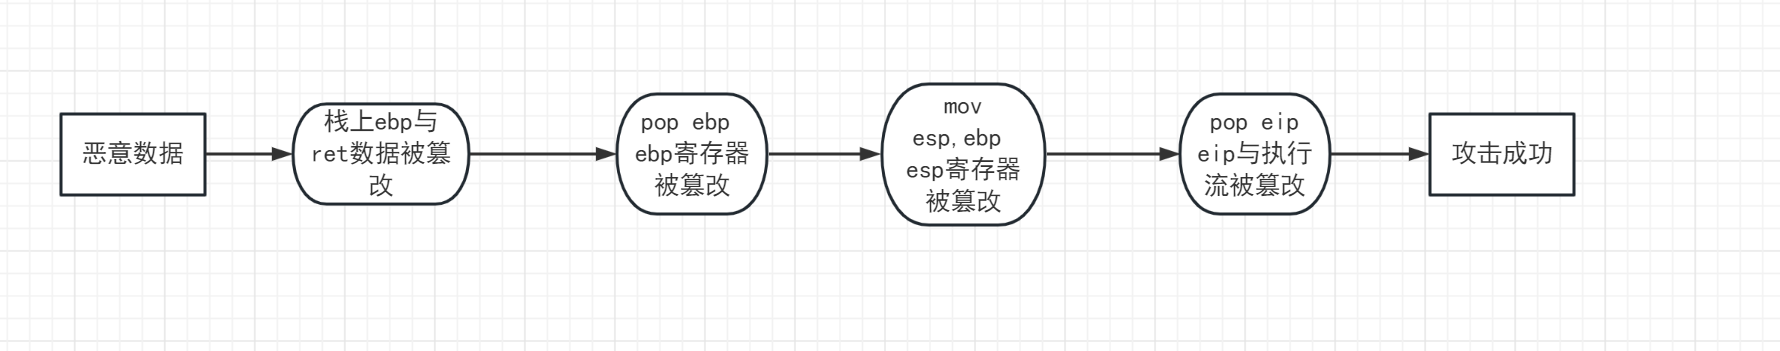 恶意数据
栈上ebp与
ret数据被篡
改
pop ebp
ebp寄存器
被篡改
mov
esp,ebp
esp寄存器
被篡改
pop eip
eip与执行
流被篡改
攻击成功